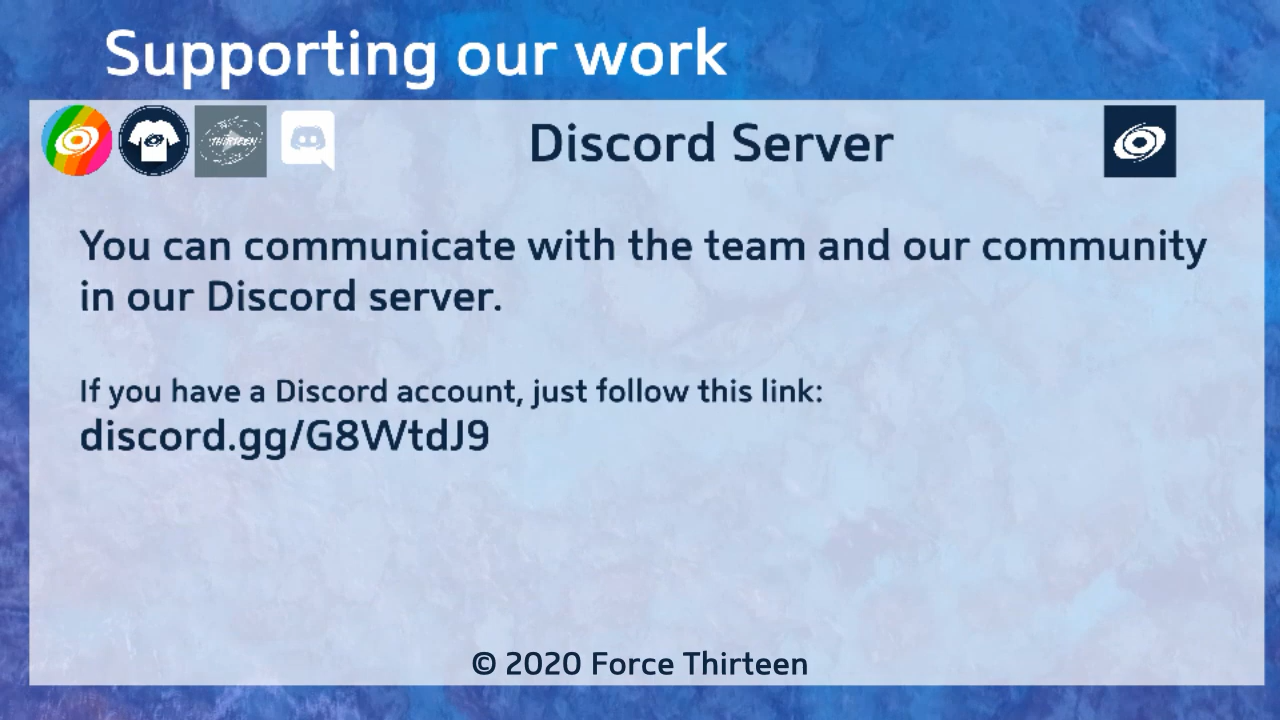 Supporting our work
THIRTEEN
Discord Server
You can communicate with the team and our community
in our Discord server.
If you have a Discord account, just follow this link:
discord.gg/G8WtdJ9
© 2020 Force Thirteen